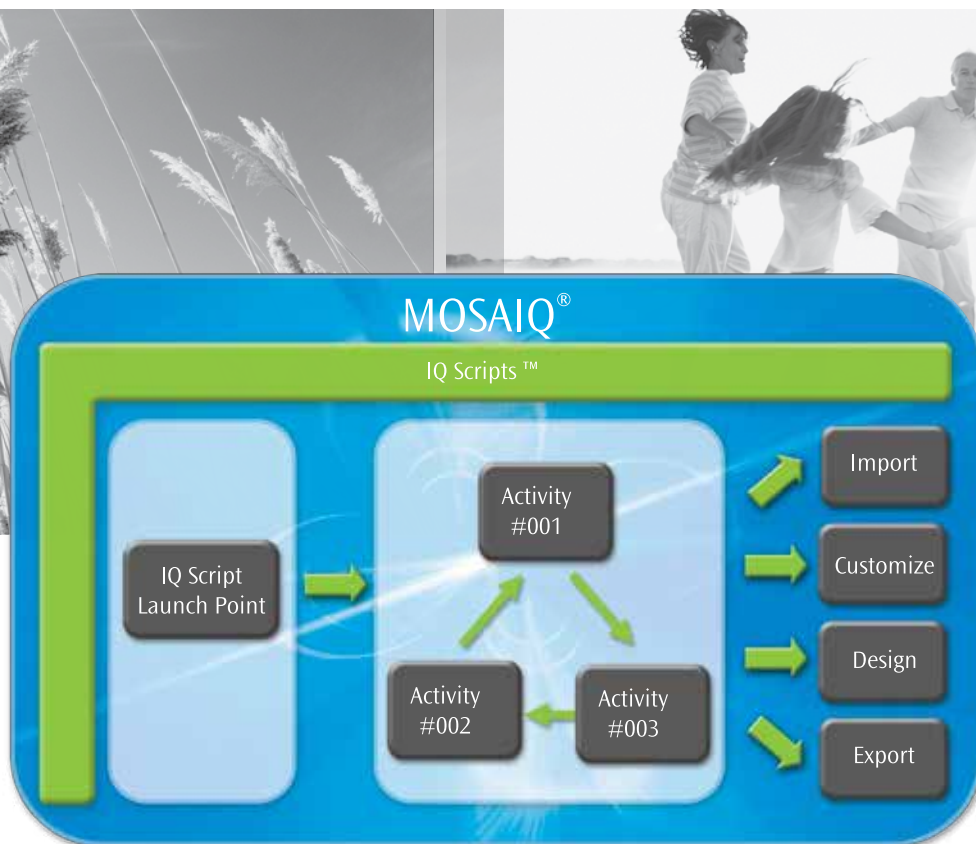 MOSAIQ®
IQ Scripts ™
IQ Script
Launch Point
Activity
#001
Activity
#002
Activity
#003
Import
Customize
Design
Export